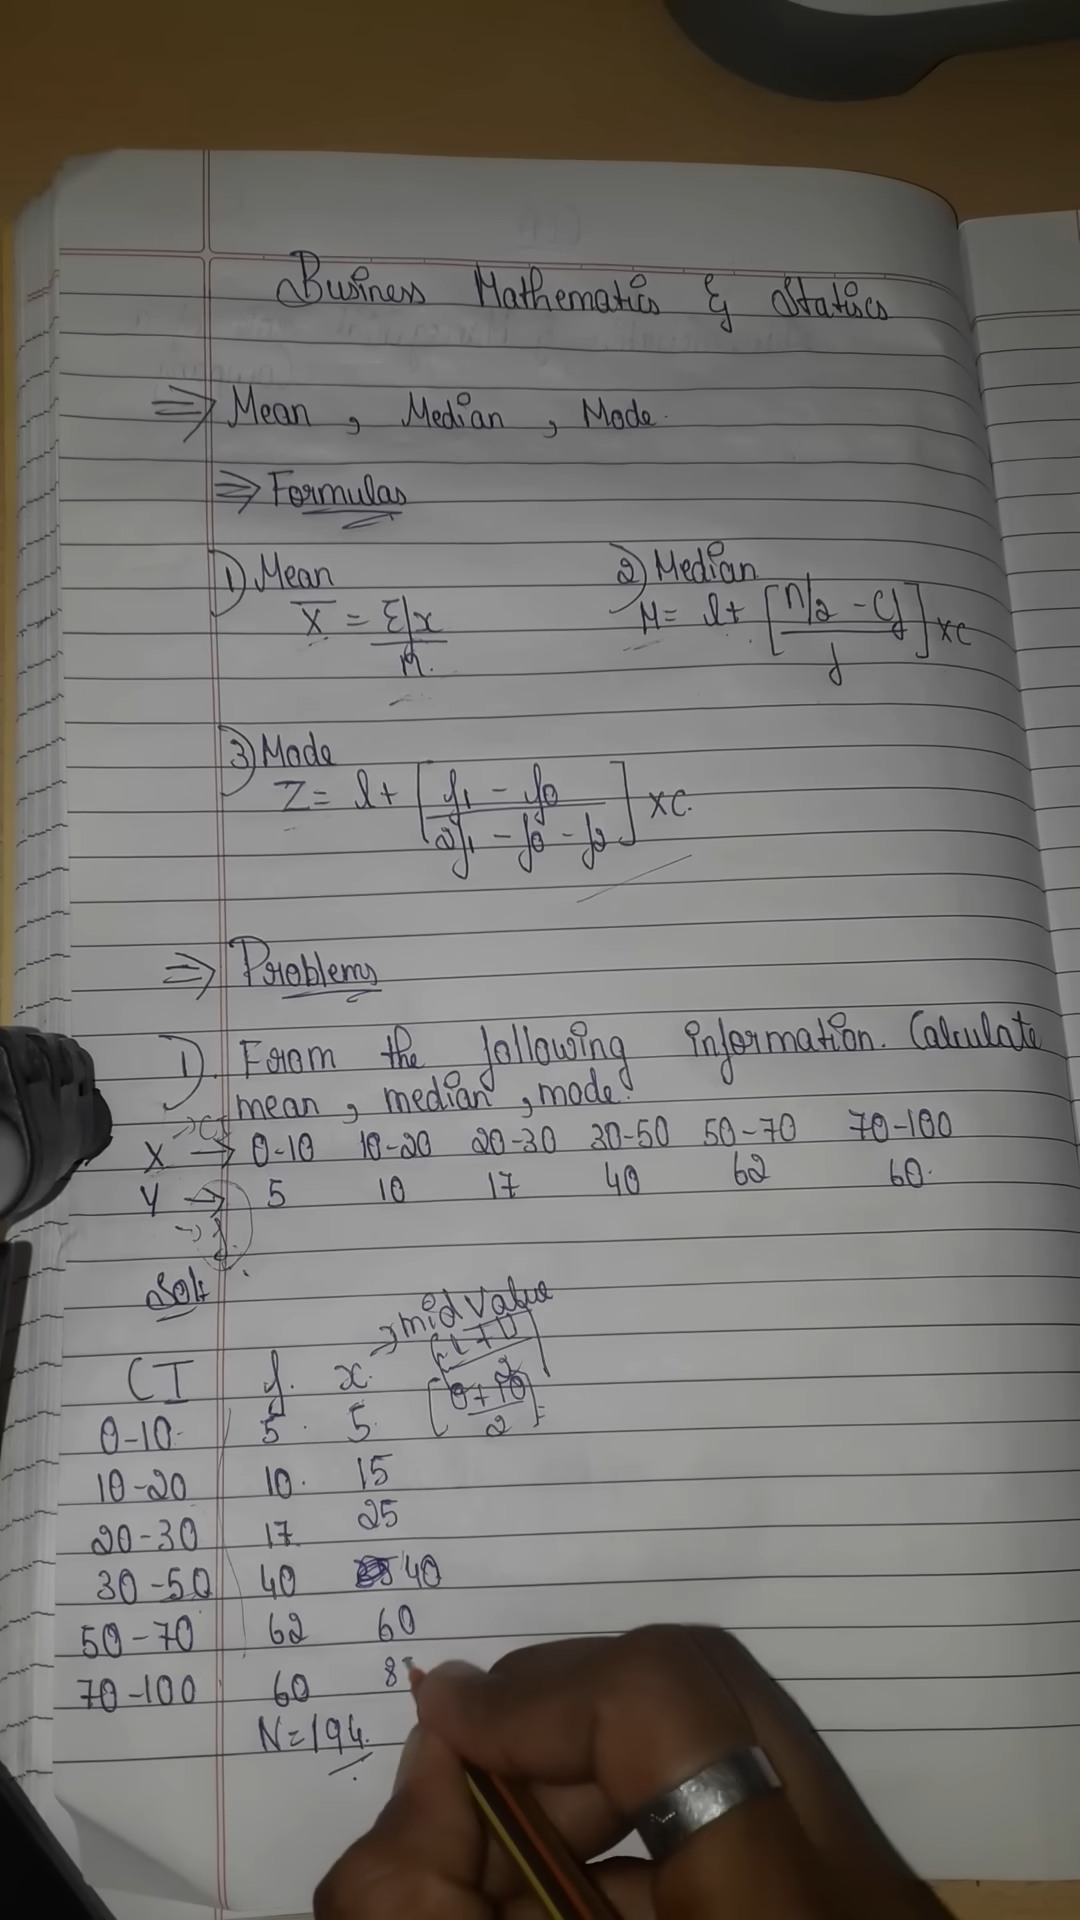 Business Mathematics & Statiscs
⇒ Mean , Median , Mode.
⇒ Formulas
1) Mean 2) Median
X̄ = Σfx / n. M = l + [n/2 - cf / f] × c
3) Mode
Z = l + [f1 - f0 / 2f1 - f0 - f2] × c.
⇒ Problems
1). From the following information. Calculate
mean , median , mode.
X → 0-10 10-20 20-30 30-50 50-70 70-100
Y → 5 10 17 40 62 60.
→ f.
→ mid value
CI f. x.
[0+10 / 2] =
0-10 5 5
10-20 10. 15
20-30 17 25
30-50 40 40
50-70 62 60
70-100 60 8
N = 194.